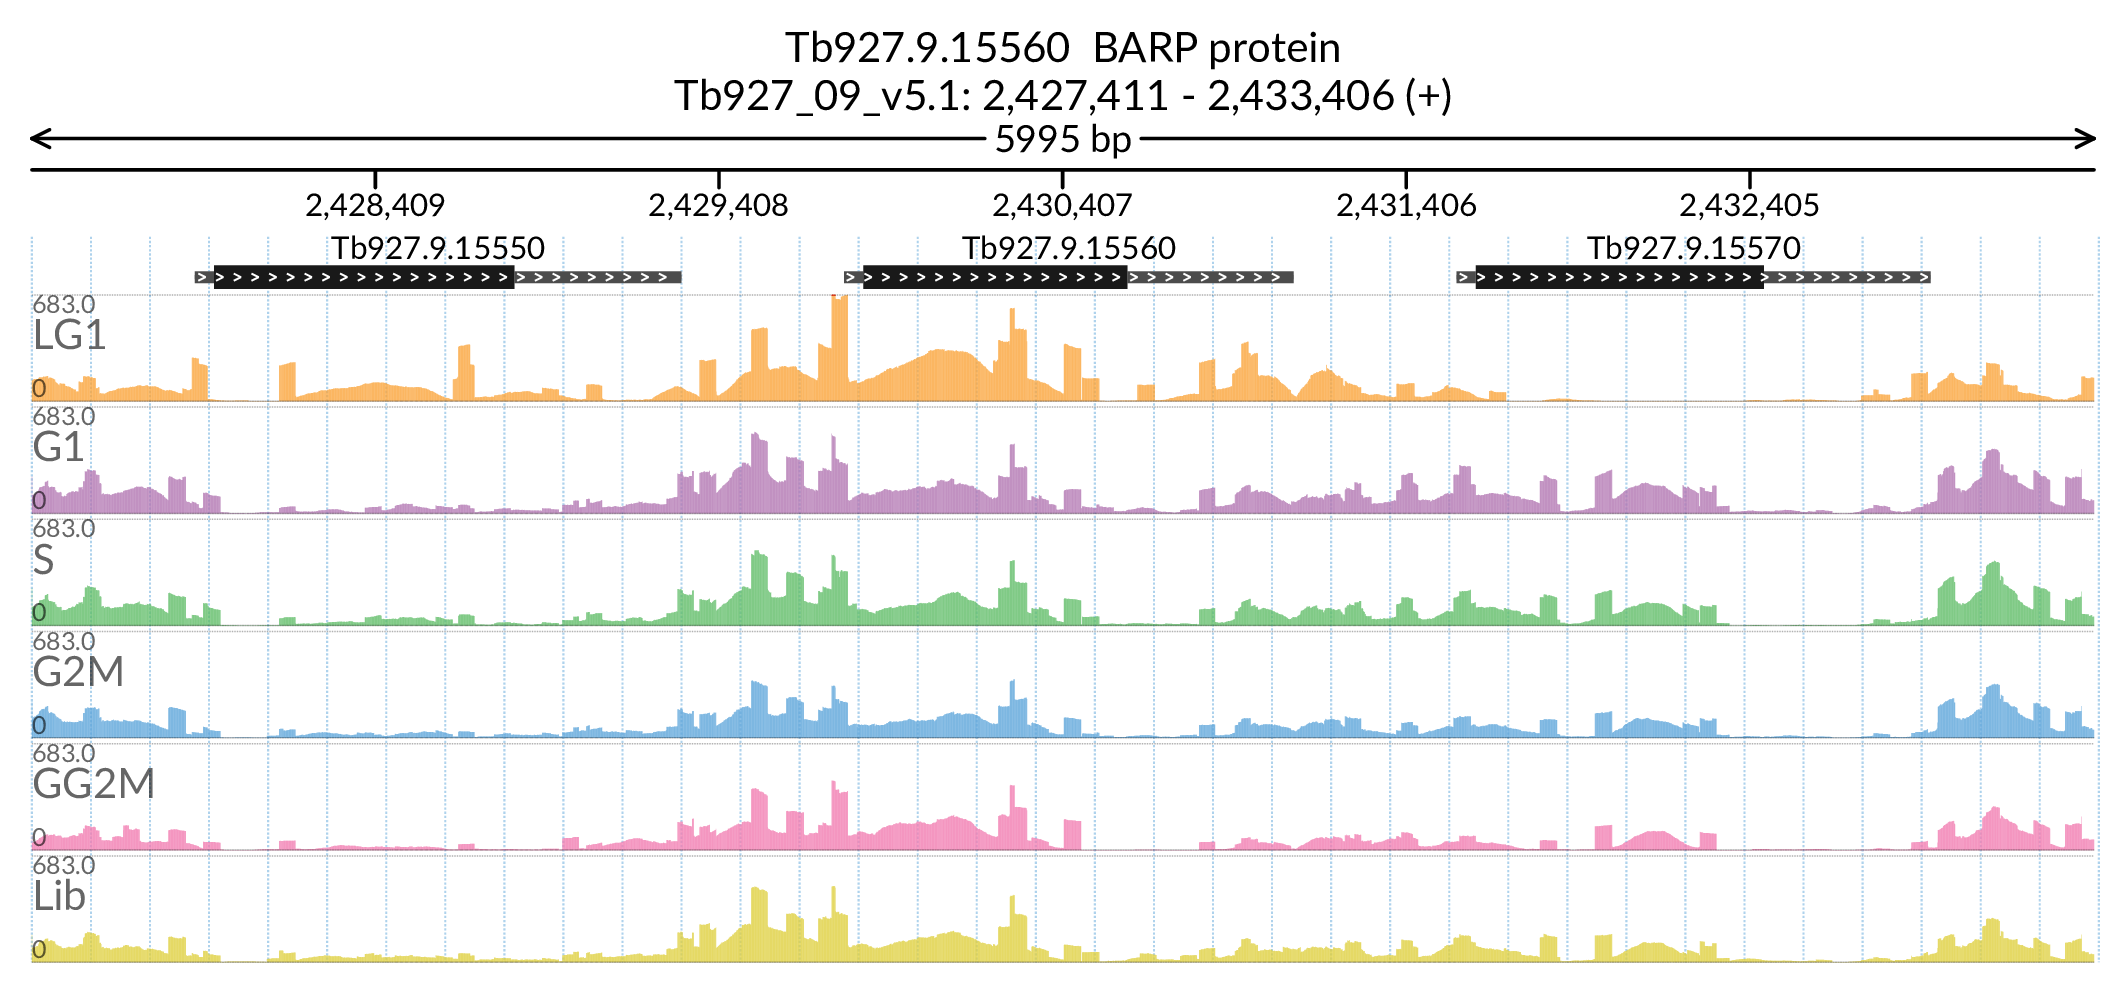 Tb927.9.15560  BARP protein
Tb927_09_v5.1: 2,427,411 - 2,433,406 (+)
5995 bp
2,428,409 2,429,408 2,430,407 2,431,406 2,432,405
Tb927.9.15550 Tb927.9.15560 Tb927.9.15570
683.0
LG1
0
683.0
G1
0
683.0
S
0
683.0
G2M
0
683.0
GG2M
0
683.0
Lib
0